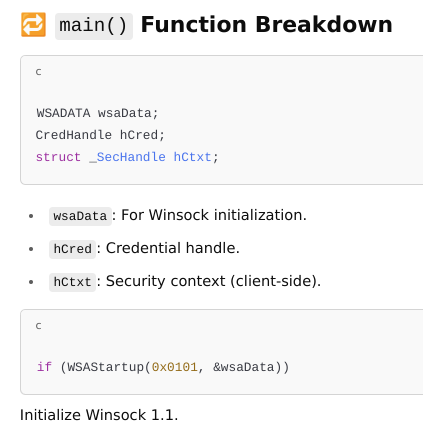 🔁 main() Function Breakdown
c
WSADATA wsaData;
CredHandle hCred;
struct _SecHandle hCtxt;
wsaData: For Winsock initialization.
hCred: Credential handle.
hCtxt: Security context (client-side).
c
if (WSAStartup(0x0101, &wsaData))
Initialize Winsock 1.1.